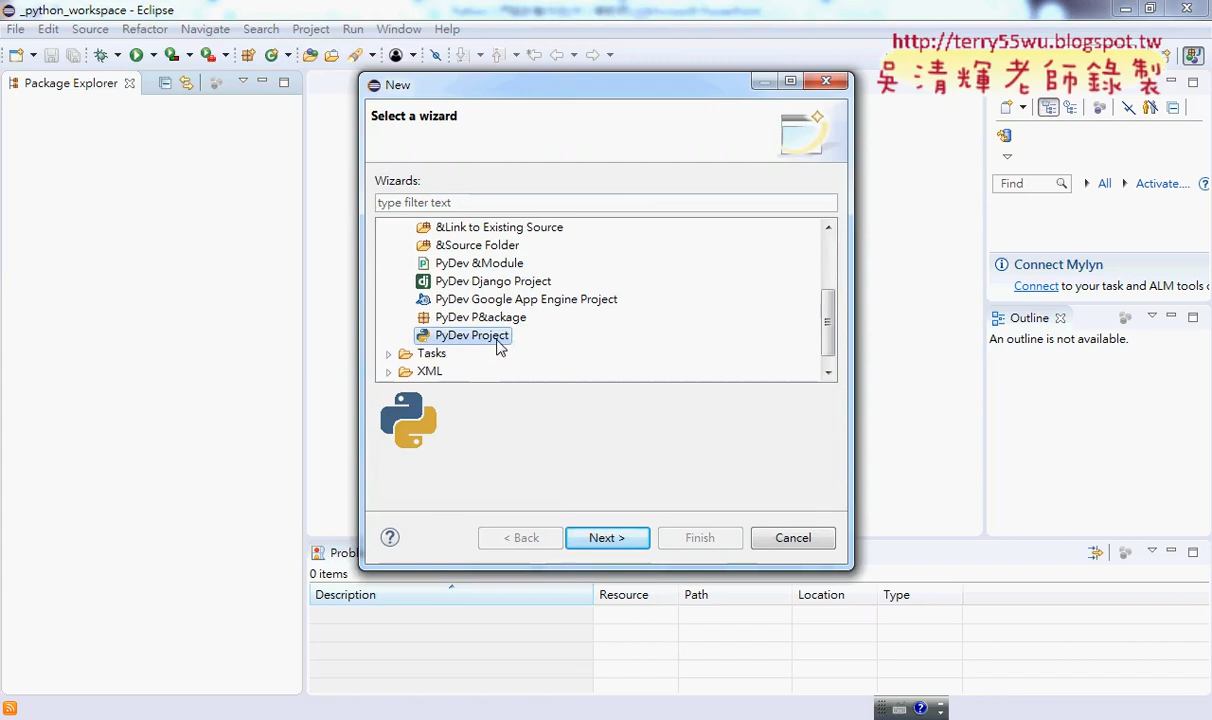 _python_workspace - Eclipse
File Edit Source Refactor Navigate Search Project Run Window Help
http://terry55wu.blogspot.tw
吳清輝老師錄製
Package Explorer
New
Select a wizard
Wizards:
type filter text
&Link to Existing Source
&Source Folder
PyDev &Module
PyDev Django Project
PyDev Google App Engine Project
PyDev P&ackage
PyDev Project
Tasks
XML
< Back Next > Finish Cancel
Find All Activate....
Connect Mylyn
Connect to your task and ALM tools
Outline
An outline is not available.
Probl
0 items
Description Resource Path Location Type